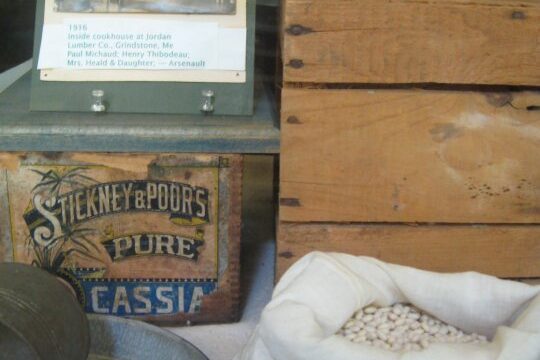 1916
Inside cookhouse at Jordan
Lumber Co., Grindstone, Me
Paul Michaud; Henry Thibodeau;
Mrs. Heald & Daughter; — Arsenault
STICKNEY & POOR'S
PURE
CASSIA